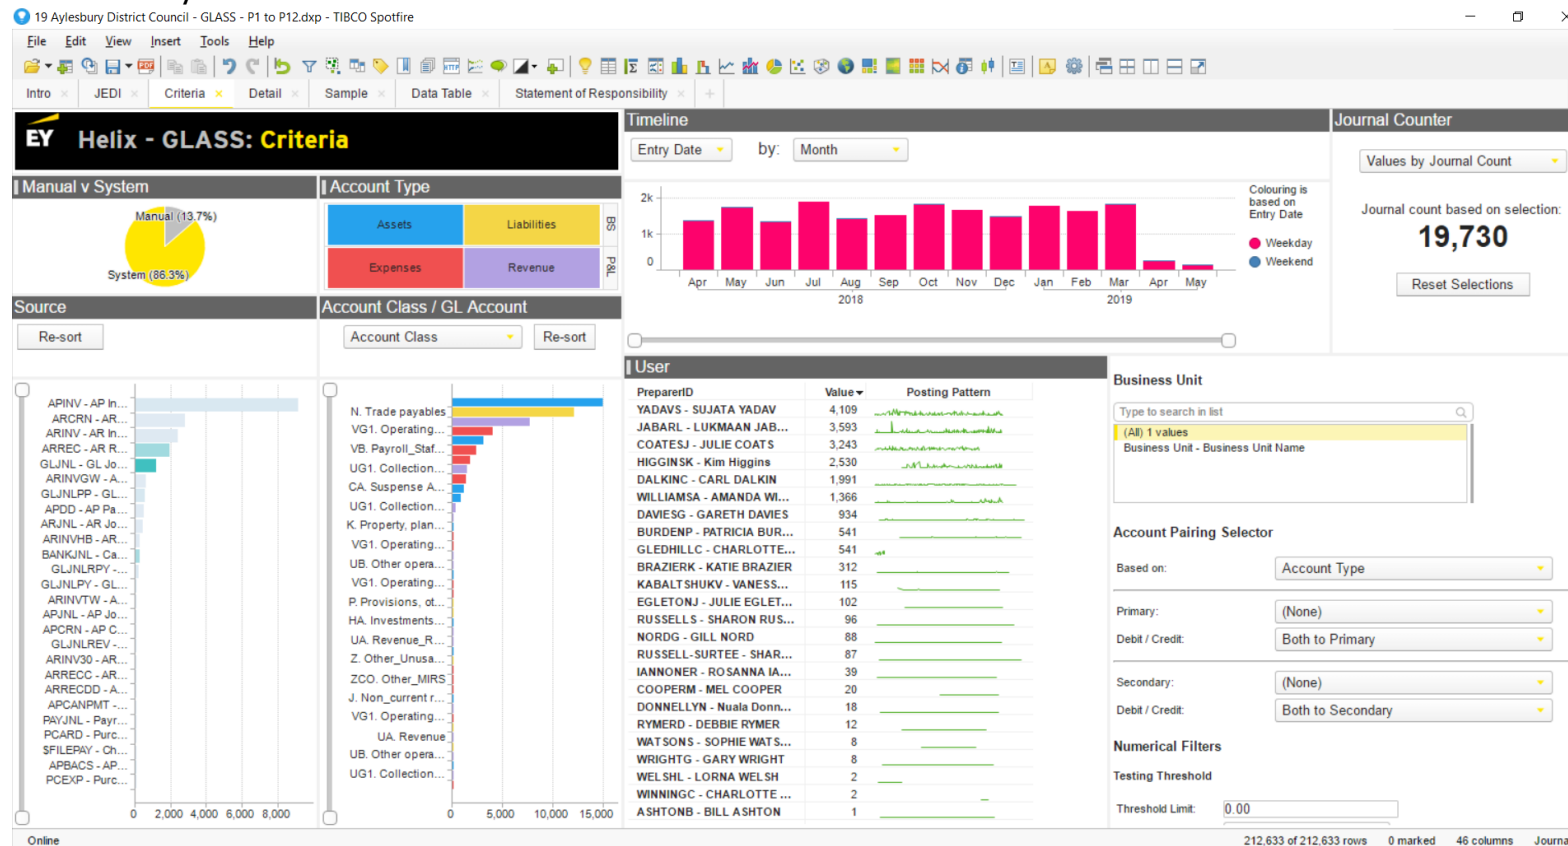 19 Aylesbury District Council - GLASS - P1 to P12.dxp - TIBCO Spotfire
File Edit View Insert Tools Help
Intro JEDI Criteria Detail Sample Data Table Statement of Responsibility
EY Helix - GLASS: Criteria
Manual v System
Manual (13.7%)
System (86.3%)
Account Type
Assets Liabilities BS
Expenses Revenue P&L
Source
Re-sort
APINV - AP In...
ARCRN - AR...
ARINV - AR In...
ARREC - AR R...
GLJNL - GL Jo...
ARINVGW - A...
GLJNLPP - GL...
APDD - AP Pa...
ARJNL - AR Jo...
ARINVHB - AR...
BANKJNL - Ca...
GLJNLRPY -...
GLJNLPY - GL...
ARINVTW - A...
APJNL - AP Jo...
APCRN - AP C...
GLJNLREV -...
ARINV30 - AR...
ARRECC - AR...
ARRECDD - A...
APCANPMT -...
PAYJNL - Payr...
PCARD - Purc...
$FILEPAY - Ch...
APBACS - AP...
PCEXP - Purc...
0 2,000 4,000 6,000 8,000
Account Class / GL Account
Account Class Re-sort
N. Trade payables
VG1. Operating...
VB. Payroll_Staf...
UG1. Collection...
CA. Suspense A...
UG1. Collection...
K. Property, plan...
VG1. Operating...
UB. Other opera...
VG1. Operating...
P. Provisions, ot...
HA. Investments...
UA. Revenue_R...
Z. Other_Unusa...
ZCO. Other_MIRS
J. Non_current r...
VG1. Operating...
UA. Revenue
UB. Other opera...
UG1. Collection...
0 5,000 10,000 15,000
Timeline
Entry Date by: Month
2k
1k
0
Apr May Jun Jul Aug Sep Oct Nov Dec Jan Feb Mar Apr May
2018 2019
Colouring is
based on
Entry Date
Weekday
Weekend
Journal Counter
Values by Journal Count
Journal count based on selection:
19,730
Reset Selections
User
PreparerID Value Posting Pattern
YADAVS - SUJATA YADAV 4,109
JABARL - LUKMAAN JAB... 3,593
COATESJ - JULIE COATS 3,243
HIGGINSK - Kim Higgins 2,530
DALKINC - CARL DALKIN 1,991
WILLIAMSA - AMANDA WI... 1,366
DAVIESG - GARETH DAVIES 934
BURDENP - PATRICIA BUR... 541
GLEDHILLC - CHARLOTTE... 541
BRAZIERK - KATIE BRAZIER 312
KABALTSHUKV - VANESS... 115
EGLETONJ - JULIE EGLET... 102
RUSSELLS - SHARON RUS... 96
NORDG - GILL NORD 88
RUSSELL-SURTEE - SHAR... 87
IANNONER - ROSANNA IA... 39
COOPERM - MEL COOPER 20
DONNELLYN - Nuala Donn... 18
RYMERD - DEBBIE RYMER 12
WATSONS - SOPHIE WATS... 8
WRIGHTG - GARY WRIGHT 8
WELSHL - LORNA WELSH 2
WINNINGC - CHARLOTTE ... 2
ASHTONB - BILL ASHTON 1
Business Unit
Type to search in list
(All) 1 values
Business Unit - Business Unit Name
Account Pairing Selector
Based on: Account Type
Primary: (None)
Debit / Credit: Both to Primary
Secondary: (None)
Debit / Credit: Both to Secondary
Numerical Filters
Testing Threshold
Threshold Limit: 0.00
Online 212,633 of 212,633 rows 0 marked 46 columns Journa